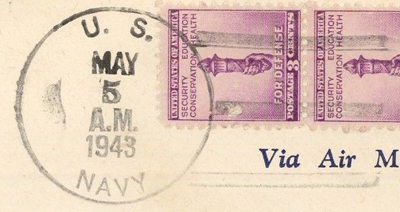 U. S.
MAY
5
A.M.
1943
NAVY
UNITED STATES OF AMERICA
SECURITY EDUCATION
CONSERVATION HEALTH
FOR DEFENSE
POSTAGE 3 CENTS
UNITED STATES OF AMERICA
SECURITY EDUCATION
CONSERVATION HEALTH
Via Air M